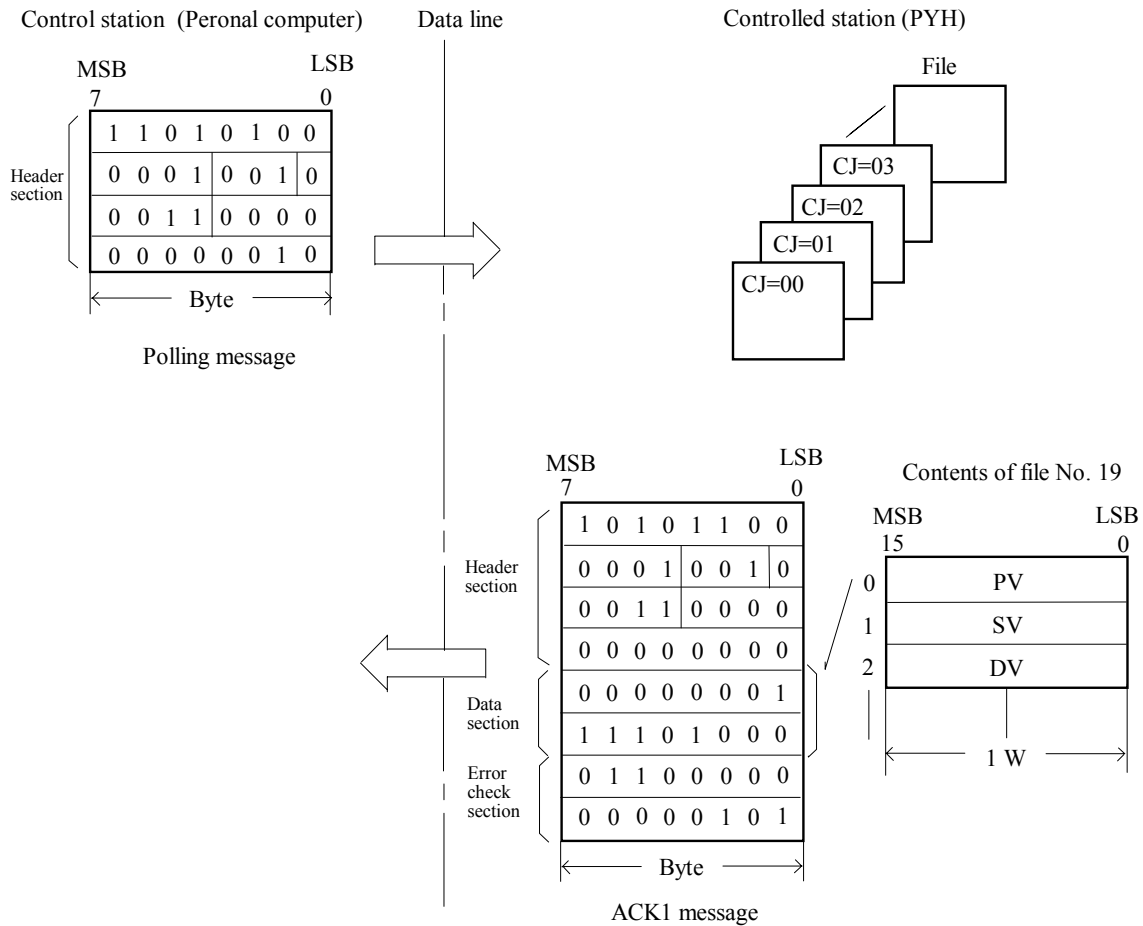 Control station (Peronal computer)
Data line
Controlled station (PYH)
MSB
LSB
7
0
Header
section
1 1 0 1 0 1 0 0
0 0 0 1 0 0 1 0
0 0 1 1 0 0 0 0
0 0 0 0 0 0 1 0
Byte
Polling message
File
CJ=03
CJ=02
CJ=01
CJ=00
MSB
LSB
7
0
Header
section
1 0 1 0 1 1 0 0
0 0 0 1 0 0 1 0
0 0 1 1 0 0 0 0
0 0 0 0 0 0 0 0
Data
section
0 0 0 0 0 0 0 1
1 1 1 0 1 0 0 0
Error
check
section
0 1 1 0 0 0 0 0
0 0 0 0 0 1 0 1
Byte
ACK1 message
Contents of file No. 19
MSB
LSB
15
0
0 PV
1 SV
2 DV
1 W